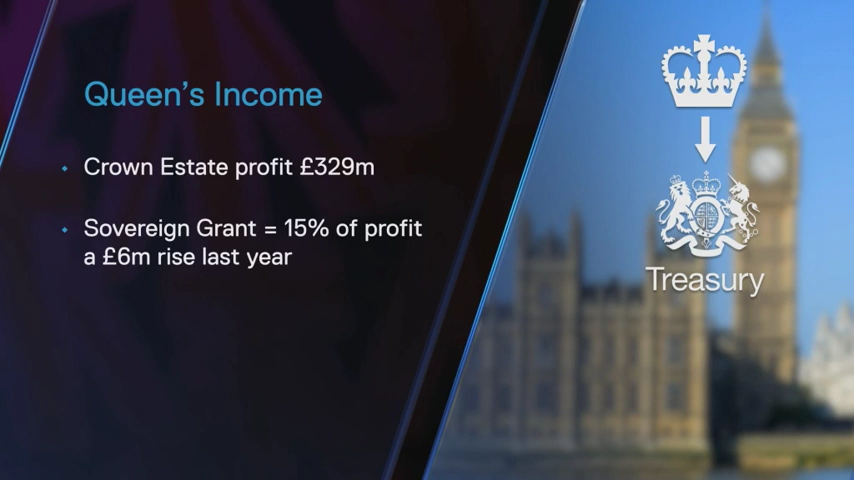 Queen's Income
Crown Estate profit £329m
Sovereign Grant = 15% of profit
a £6m rise last year
Treasury